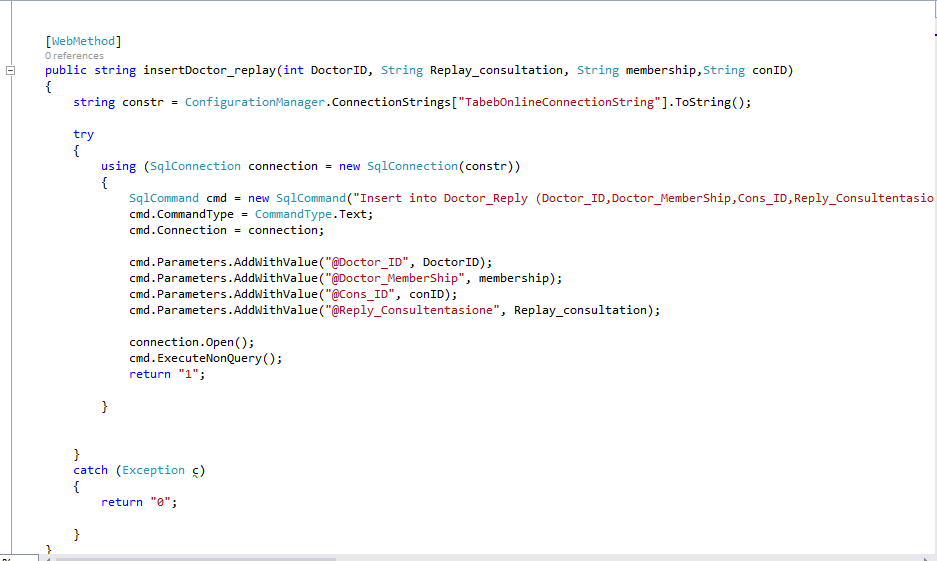 [WebMethod]
0 references
public string insertDoctor_replay(int DoctorID, String Replay_consultation, String membership,String conID)
{
string constr = ConfigurationManager.ConnectionStrings["TabebOnlineConnectionString"].ToString();
try
{
using (SqlConnection connection = new SqlConnection(constr))
{
SqlCommand cmd = new SqlCommand("Insert into Doctor_Reply (Doctor_ID,Doctor_MemberShip,Cons_ID,Reply_Consultentasio
cmd.CommandType = CommandType.Text;
cmd.Connection = connection;
cmd.Parameters.AddWithValue("@Doctor_ID", DoctorID);
cmd.Parameters.AddWithValue("@Doctor_MemberShip", membership);
cmd.Parameters.AddWithValue("@Cons_ID", conID);
cmd.Parameters.AddWithValue("@Reply_Consultentasione", Replay_consultation);
connection.Open();
cmd.ExecuteNonQuery();
return "1";
}
}
catch (Exception c)
{
return "0";
}
}